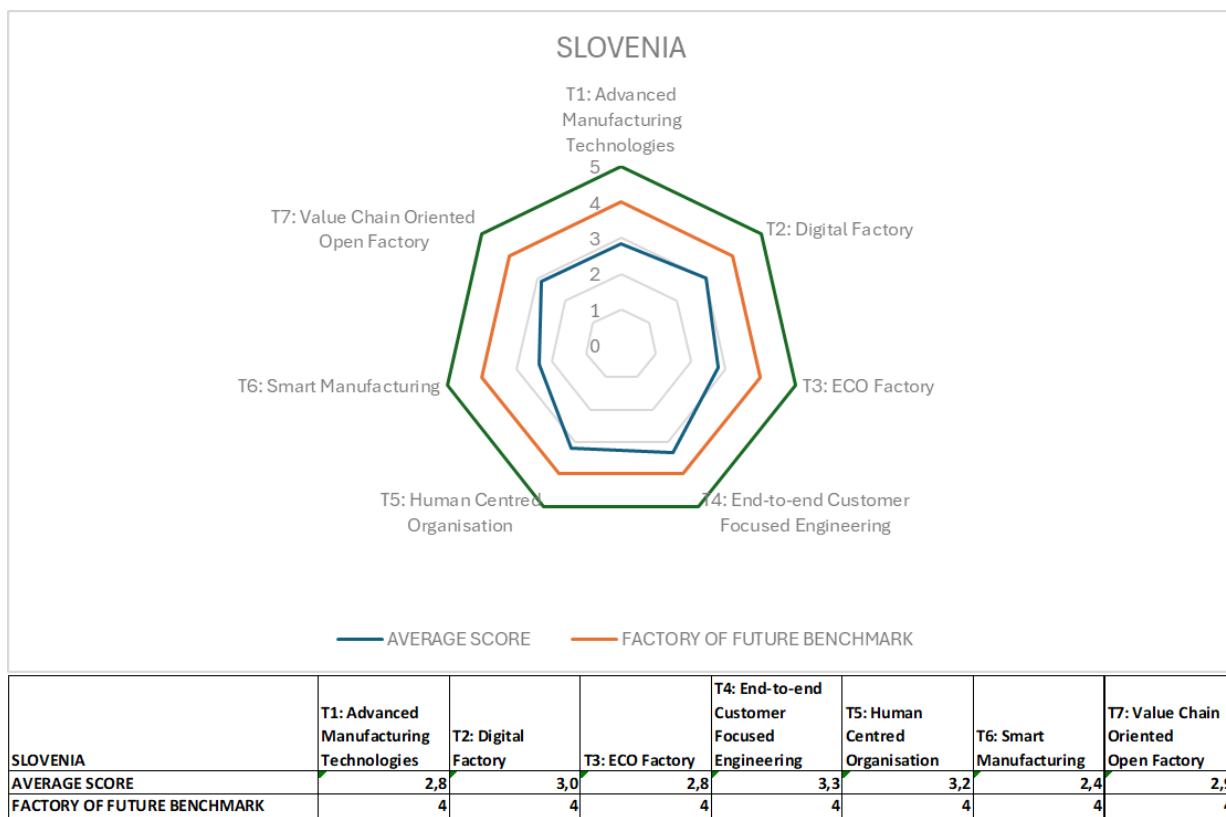 SLOVENIA
T1: Advanced
Manufacturing
Technologies
5
4
3
2
1
0
T2: Digital Factory
T3: ECO Factory
T4: End-to-end Customer
Focused Engineering
T5: Human Centred
Organisation
T6: Smart Manufacturing
T7: Value Chain Oriented
Open Factory
AVERAGE SCORE
FACTORY OF FUTURE BENCHMARK
SLOVENIA
T1: Advanced
Manufacturing
Technologies
T2: Digital
Factory
T3: ECO Factory
T4: End-to-end
Customer
Focused
Engineering
T5: Human
Centred
Organisation
T6: Smart
Manufacturing
T7: Value Chain
Oriented
Open Factory
AVERAGE SCORE 2,8 3,0 2,8 3,3 3,2 2,4 2,9
FACTORY OF FUTURE BENCHMARK 4 4 4 4 4 4 4